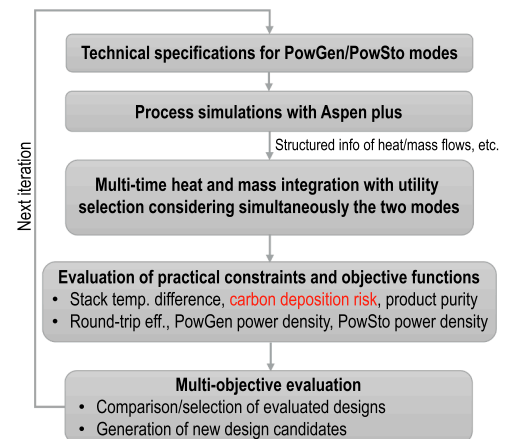 Technical specifications for PowGen/PowSto modes
Process simulations with Aspen plus
Structured info of heat/mass flows, etc.
Multi-time heat and mass integration with utility
selection considering simultaneously the two modes
Next iteration
Evaluation of practical constraints and objective functions
• Stack temp. difference, carbon deposition risk, product purity
• Round-trip eff., PowGen power density, PowSto power density
Multi-objective evaluation
• Comparison/selection of evaluated designs
• Generation of new design candidates